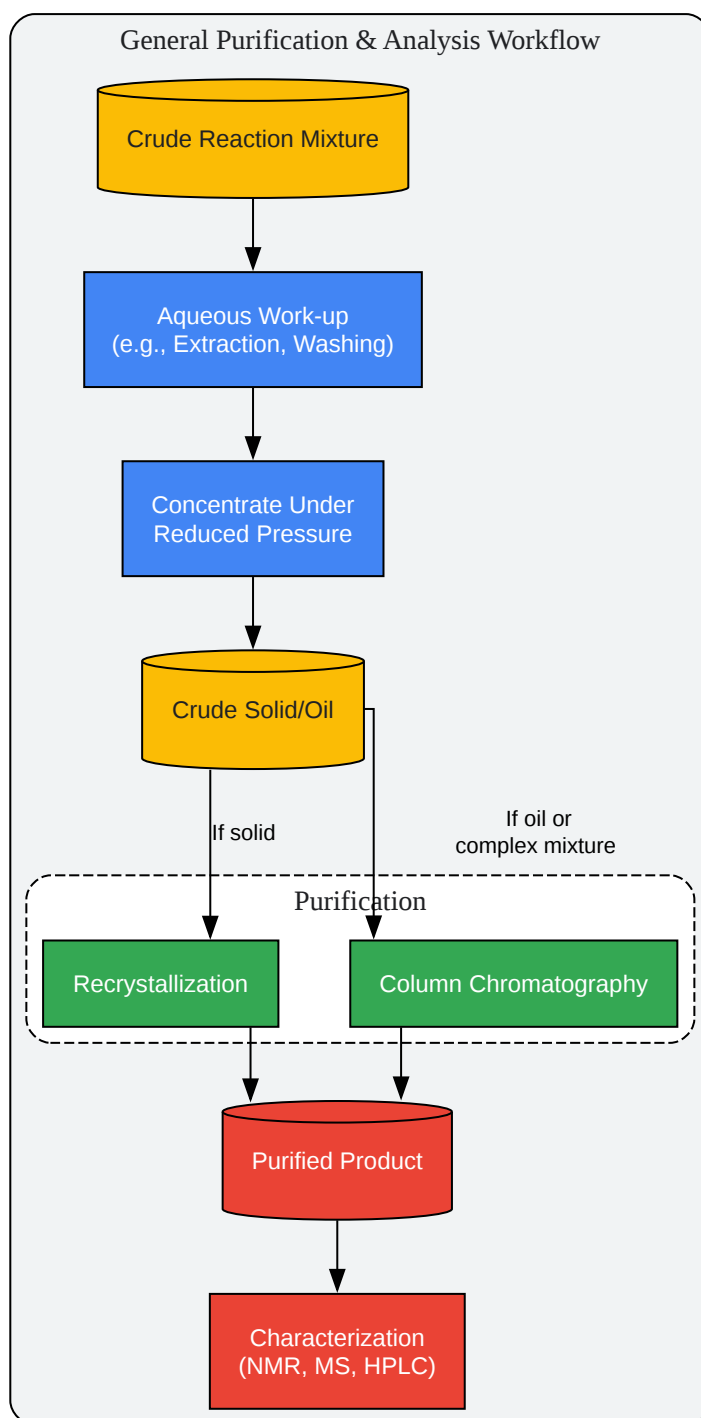 General Purification & Analysis Workflow
Crude Reaction Mixture
Aqueous Work-up
(e.g., Extraction, Washing)
Concentrate Under
Reduced Pressure
Crude Solid/Oil
If solid
If oil or
complex mixture
Purification
Recrystallization
Column Chromatography
Purified Product
Characterization
(NMR, MS, HPLC)